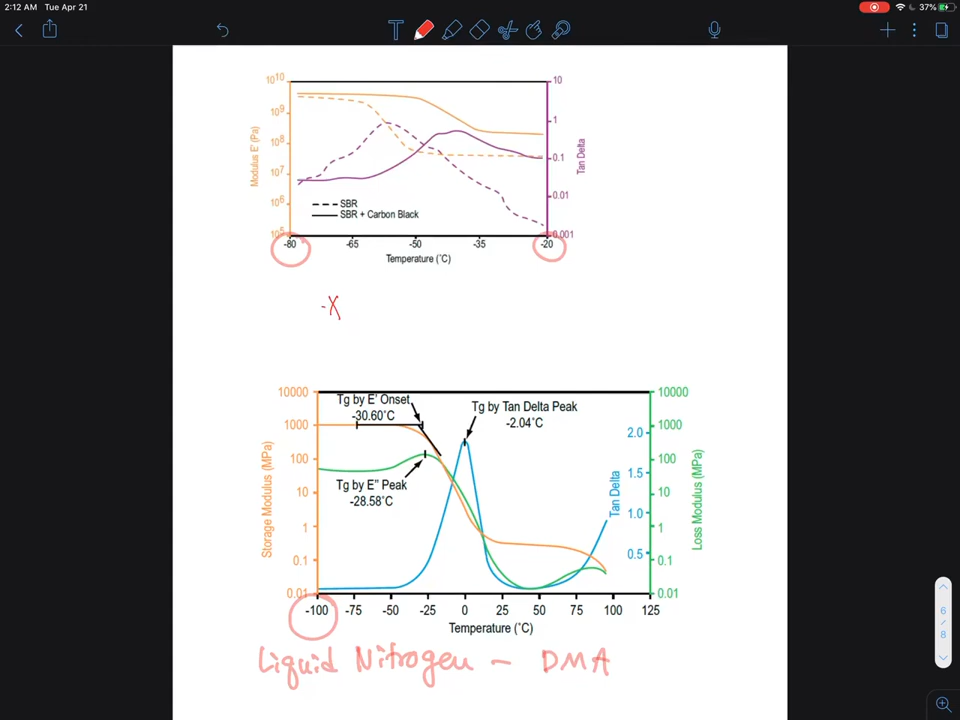 2:12 AM Tue Apr 21
37%
10^10 10
10^9 1
10^8 0.1
10^7 0.01
10^6
10^5 0.001
Modulus E' (Pa)
Tan Delta
SBR
SBR + Carbon Black
-80 -65 -50 -35 -20
Temperature (˚C)
-X
10000 10000
1000 1000
100 100
10 10
1 1
0.1 0.1
0.01 0.01
Storage Modulus (MPa)
Tg by E' Onset
-30.60˚C
Tg by Tan Delta Peak
-2.04˚C
Tg by E'' Peak
-28.58˚C
2.0
1.5
1.0
0.5
Tan Delta
Loss Modulus (MPa)
-100 -75 -50 -25 0 25 50 75 100 125
Temperature (˚C)
Liquid Nitrogen - DMA
6
/
8